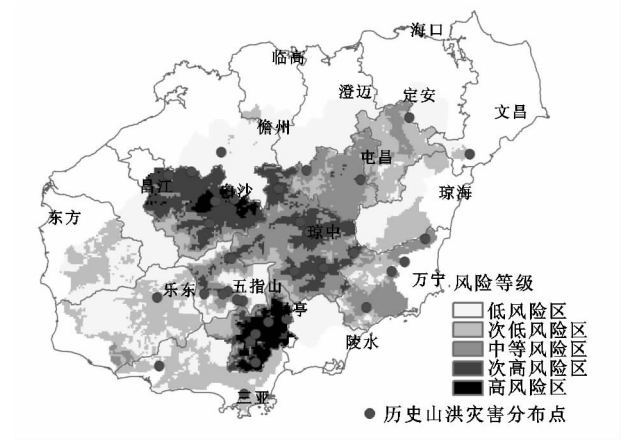 海口
临高
澄迈
定安
文昌
儋州
屯昌
昌江
白沙
琼海
东方
琼中
万宁
乐东
五指山
亭
陵水
三亚
风险等级
低风险区
次低风险区
中等风险区
次高风险区
高风险区
历史山洪灾害分布点